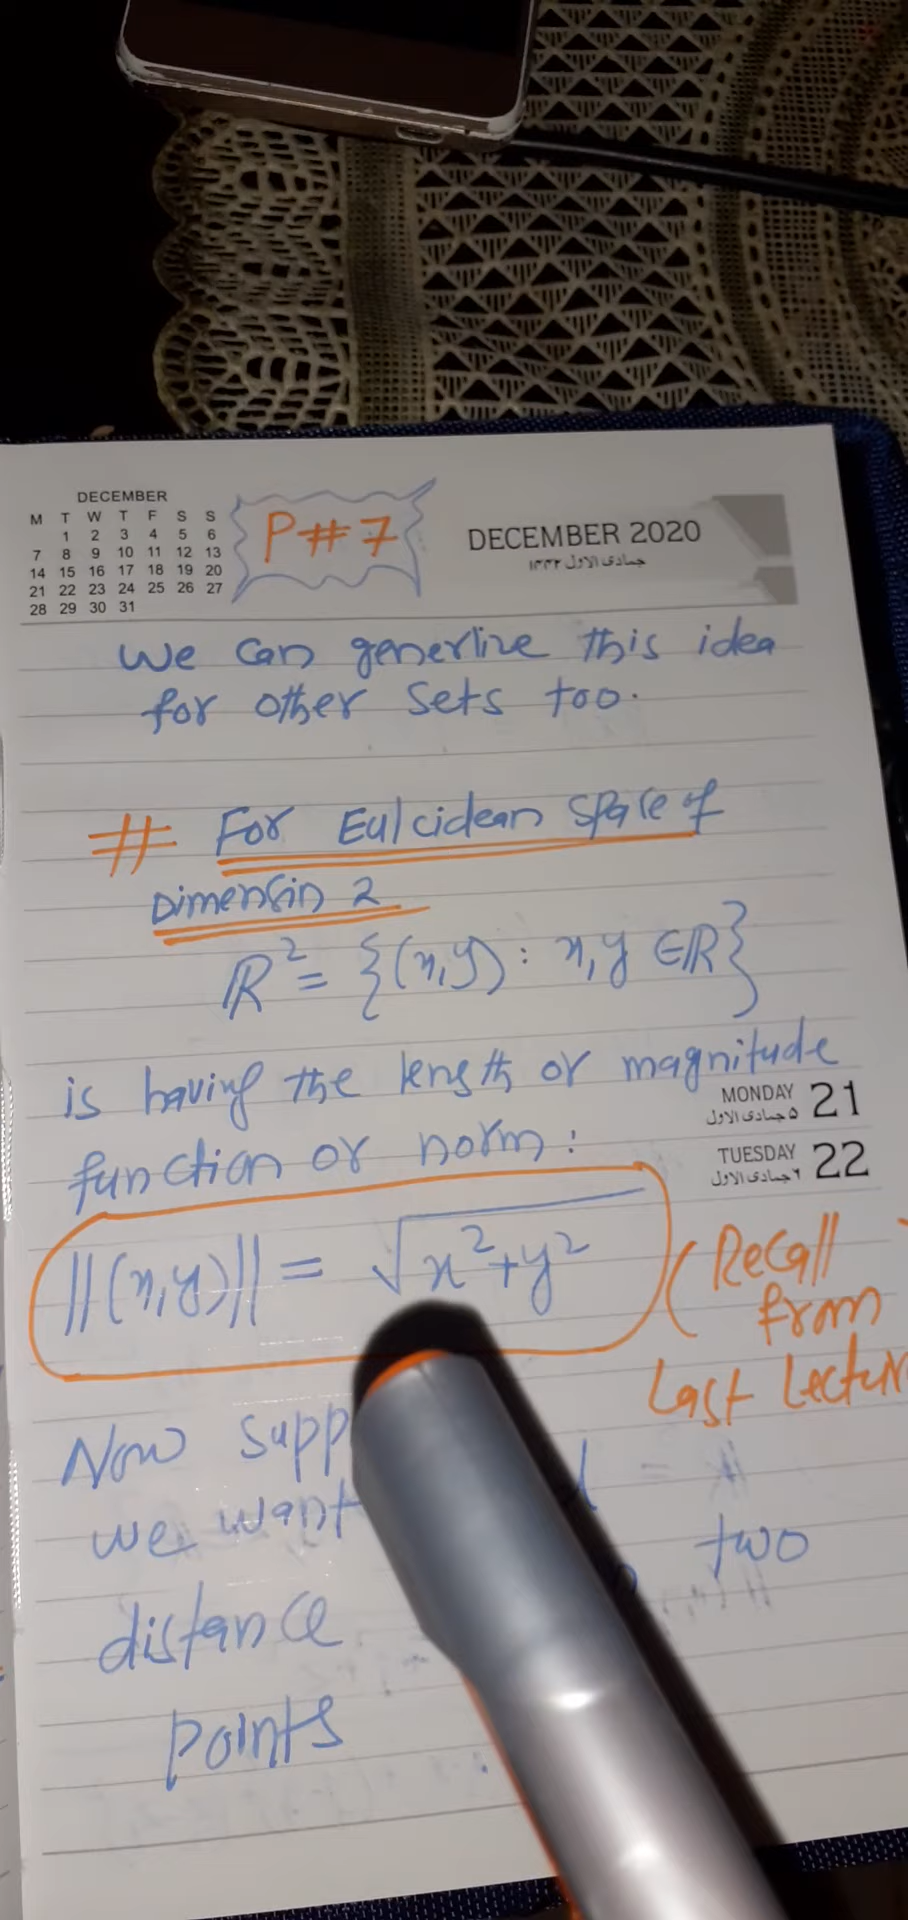 DECEMBER
M T W T F S S
1 2 3 4 5 6
7 8 9 10 11 12 13
14 15 16 17 18 19 20
21 22 23 24 25 26 27
28 29 30 31
P#7
DECEMBER 2020
جمادى الاول ١٤٤٢
We can generlize this idea
for other sets too.
# For Eulcidean space of
Dimensin 2
ℝ² = {(x,y) : x,y ∈ ℝ}
is having the length or magnitude
MONDAY 21
٥ جمادى الاول
function or norm:
TUESDAY 22
٦ جمادى الاول
||(x,y)|| = √x²+y²
(Recall
from
Last Lectur
Now supp
we want
two
distance
points